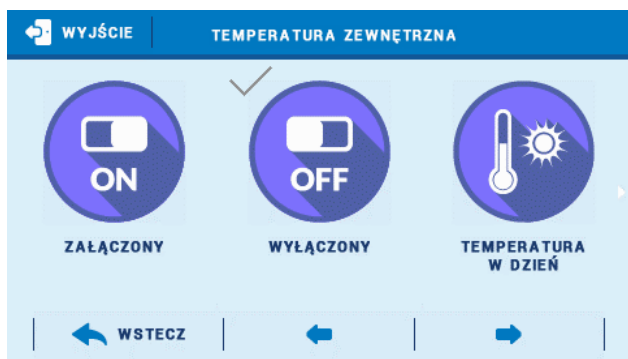 WYJŚCIE
TEMPERATURA ZEWNĘTRZNA
ON
OFF
ZAŁĄCZONY
WYŁĄCZONY
TEMPERATURA
W DZIEŃ
WSTECZ